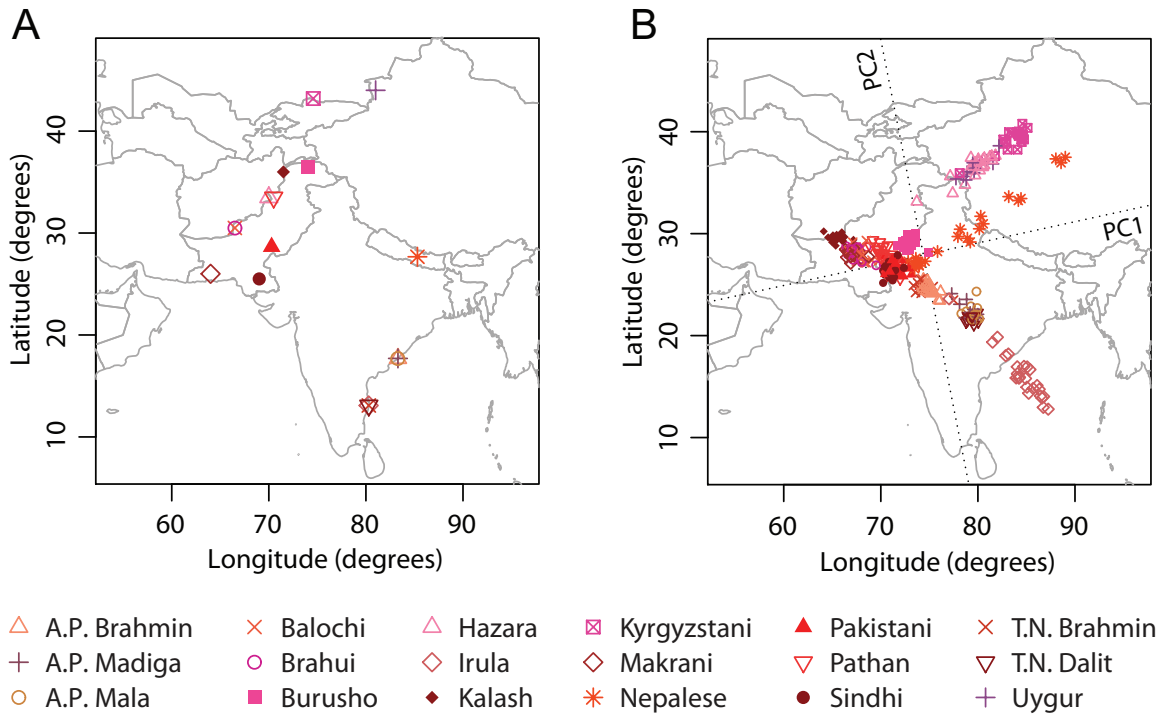 A
B
40
30
20
10
Latitude (degrees)
60 70 80 90
Longitude (degrees)
PC2
PC1
40
30
20
10
Latitude (degrees)
60 70 80 90
Longitude (degrees)
A.P. Brahmin Balochi Hazara Kyrgyzstani Pakistani T.N. Brahmin
A.P. Madiga Brahui Irula Makrani Pathan T.N. Dalit
A.P. Mala Burusho Kalash Nepalese Sindhi Uygur